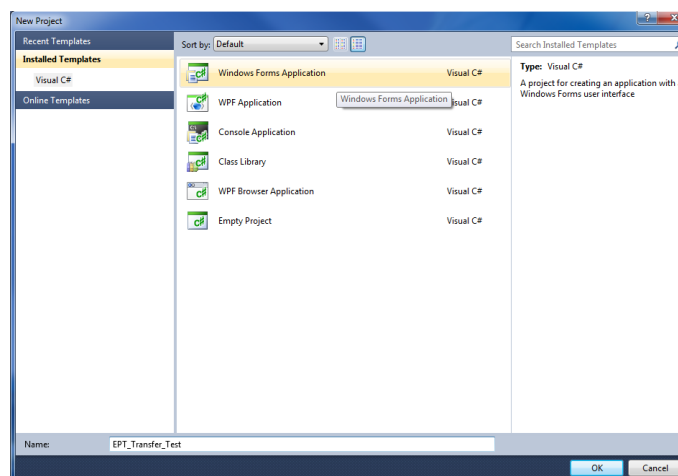 New Project
Recent Templates
Installed Templates
Visual C#
Online Templates
Sort by: Default
Search Installed Templates
Windows Forms Application Visual C#
WPF Application Visual C#
Windows Forms Application
Console Application Visual C#
Class Library Visual C#
WPF Browser Application Visual C#
Empty Project Visual C#
Type: Visual C#
A project for creating an application with
Windows Forms user interface
Name: EPT_Transfer_Test
OK Cancel